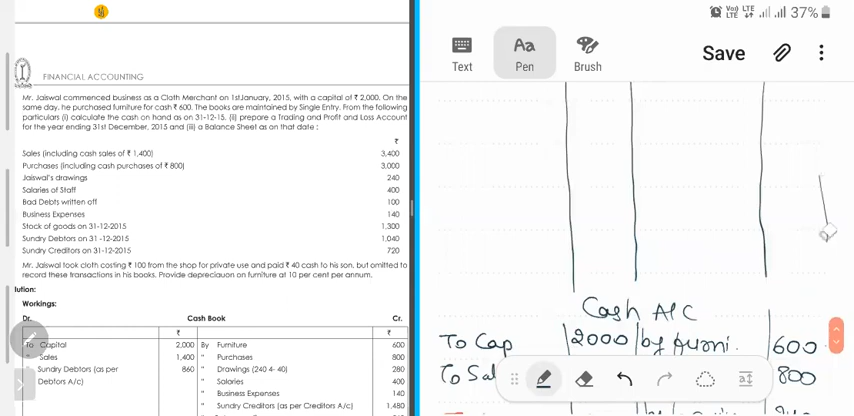 Vo) LTE
LTE
37%
FINANCIAL ACCOUNTING
Mr. Jaiswal commenced business as a Cloth Merchant on 1stJanuary, 2015, with a capital of ₹ 2,000. On the
same day, he purchased furniture for cash ₹ 600. The books are maintained by Single Entry. From the following
particulars (i) calculate the cash on hand as on 31-12-15. (ii) prepare a Trading and Profit and Loss Account
for the year ending 31st December, 2015 and (iii) a Balance Sheet as on that date :
₹
Sales (including cash sales of ₹ 1,400) 3,400
Purchases (including cash purchases of ₹ 800) 3,000
Jaiswal's drawings 240
Salaries of Staff 400
Bad Debts written off 100
Business Expenses 140
Stock of goods on 31-12-2015 1,300
Sundry Debtors on 31 -12-2015 1,040
Sundry Creditors on 31-12-2015 720
Mr. Jaiswal took cloth costing ₹ 100 from the shop for private use and paid ₹ 40 cash to his son, but omitted to
record these transactions in his books. Provide depreciauon on furniture at 10 per cent per annum.
lution:
Workings:
Dr. Cash Book Cr.
₹ ₹
To Capital 2,000 By Furniture 600
Sales 1,400 " Purchases 800
Sundry Debtors (as per 860 " Drawings (240 4- 40) 280
Debtors A/c) " Salaries 400
" Business Expenses 140
" Sundry Creditors (as per Creditors A/c) 1,480
Text
Aa
Pen
Brush
Save
Cash A/C
To Cap 2000 by furni. 600
To Sal 800